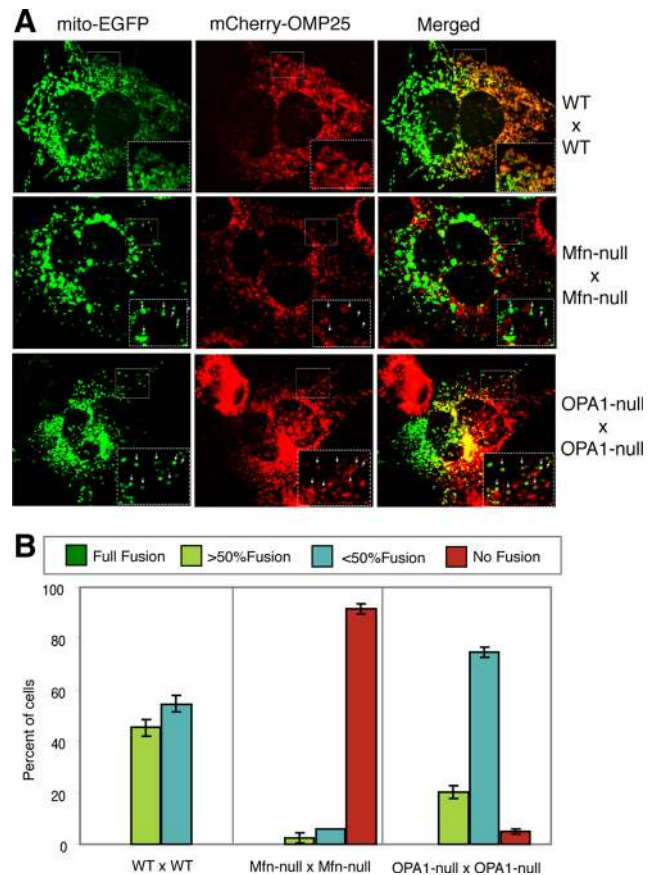 A
mito-EGFP mCherry-OMP25 Merged
WT
x
WT
Mfn-null
x
Mfn-null
OPA1-null
x
OPA1-null
B
Full Fusion >50%Fusion <50%Fusion No Fusion
100
80
60
40
20
0
Percent of cells
WT x WT Mfn-null x Mfn-null OPA1-null x OPA1-null